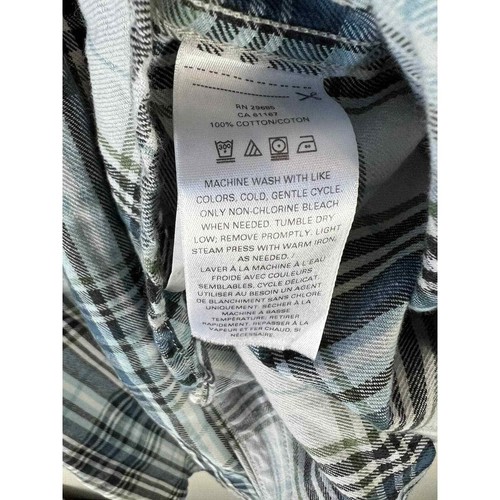 RN 29685
CA 61167
100% COTTON/COTON
MACHINE WASH WITH LIKE
COLORS, COLD, GENTLE CYCLE.
ONLY NON-CHLORINE BLEACH
WHEN NEEDED. TUMBLE DRY
LOW; REMOVE PROMPTLY. LIGHT
STEAM PRESS WITH WARM IRON,
AS NEEDED. /
LAVER À LA MACHINE À L'EAU
FROIDE AVEC COULEURS
SEMBLABLES, CYCLE DÉLICAT.
UTILISER AU BESOIN UN AGENT
DE BLANCHIMENT SANS CHLORE.
UNIQUEMENT; SÉCHER À LA
MACHINE À BASSE
TEMPÉRATURE; RETIRER
RAPIDEMENT. REPASSER À LA
VAPEUR ET FER CHAUD, SI
NÉCESSAIRE.